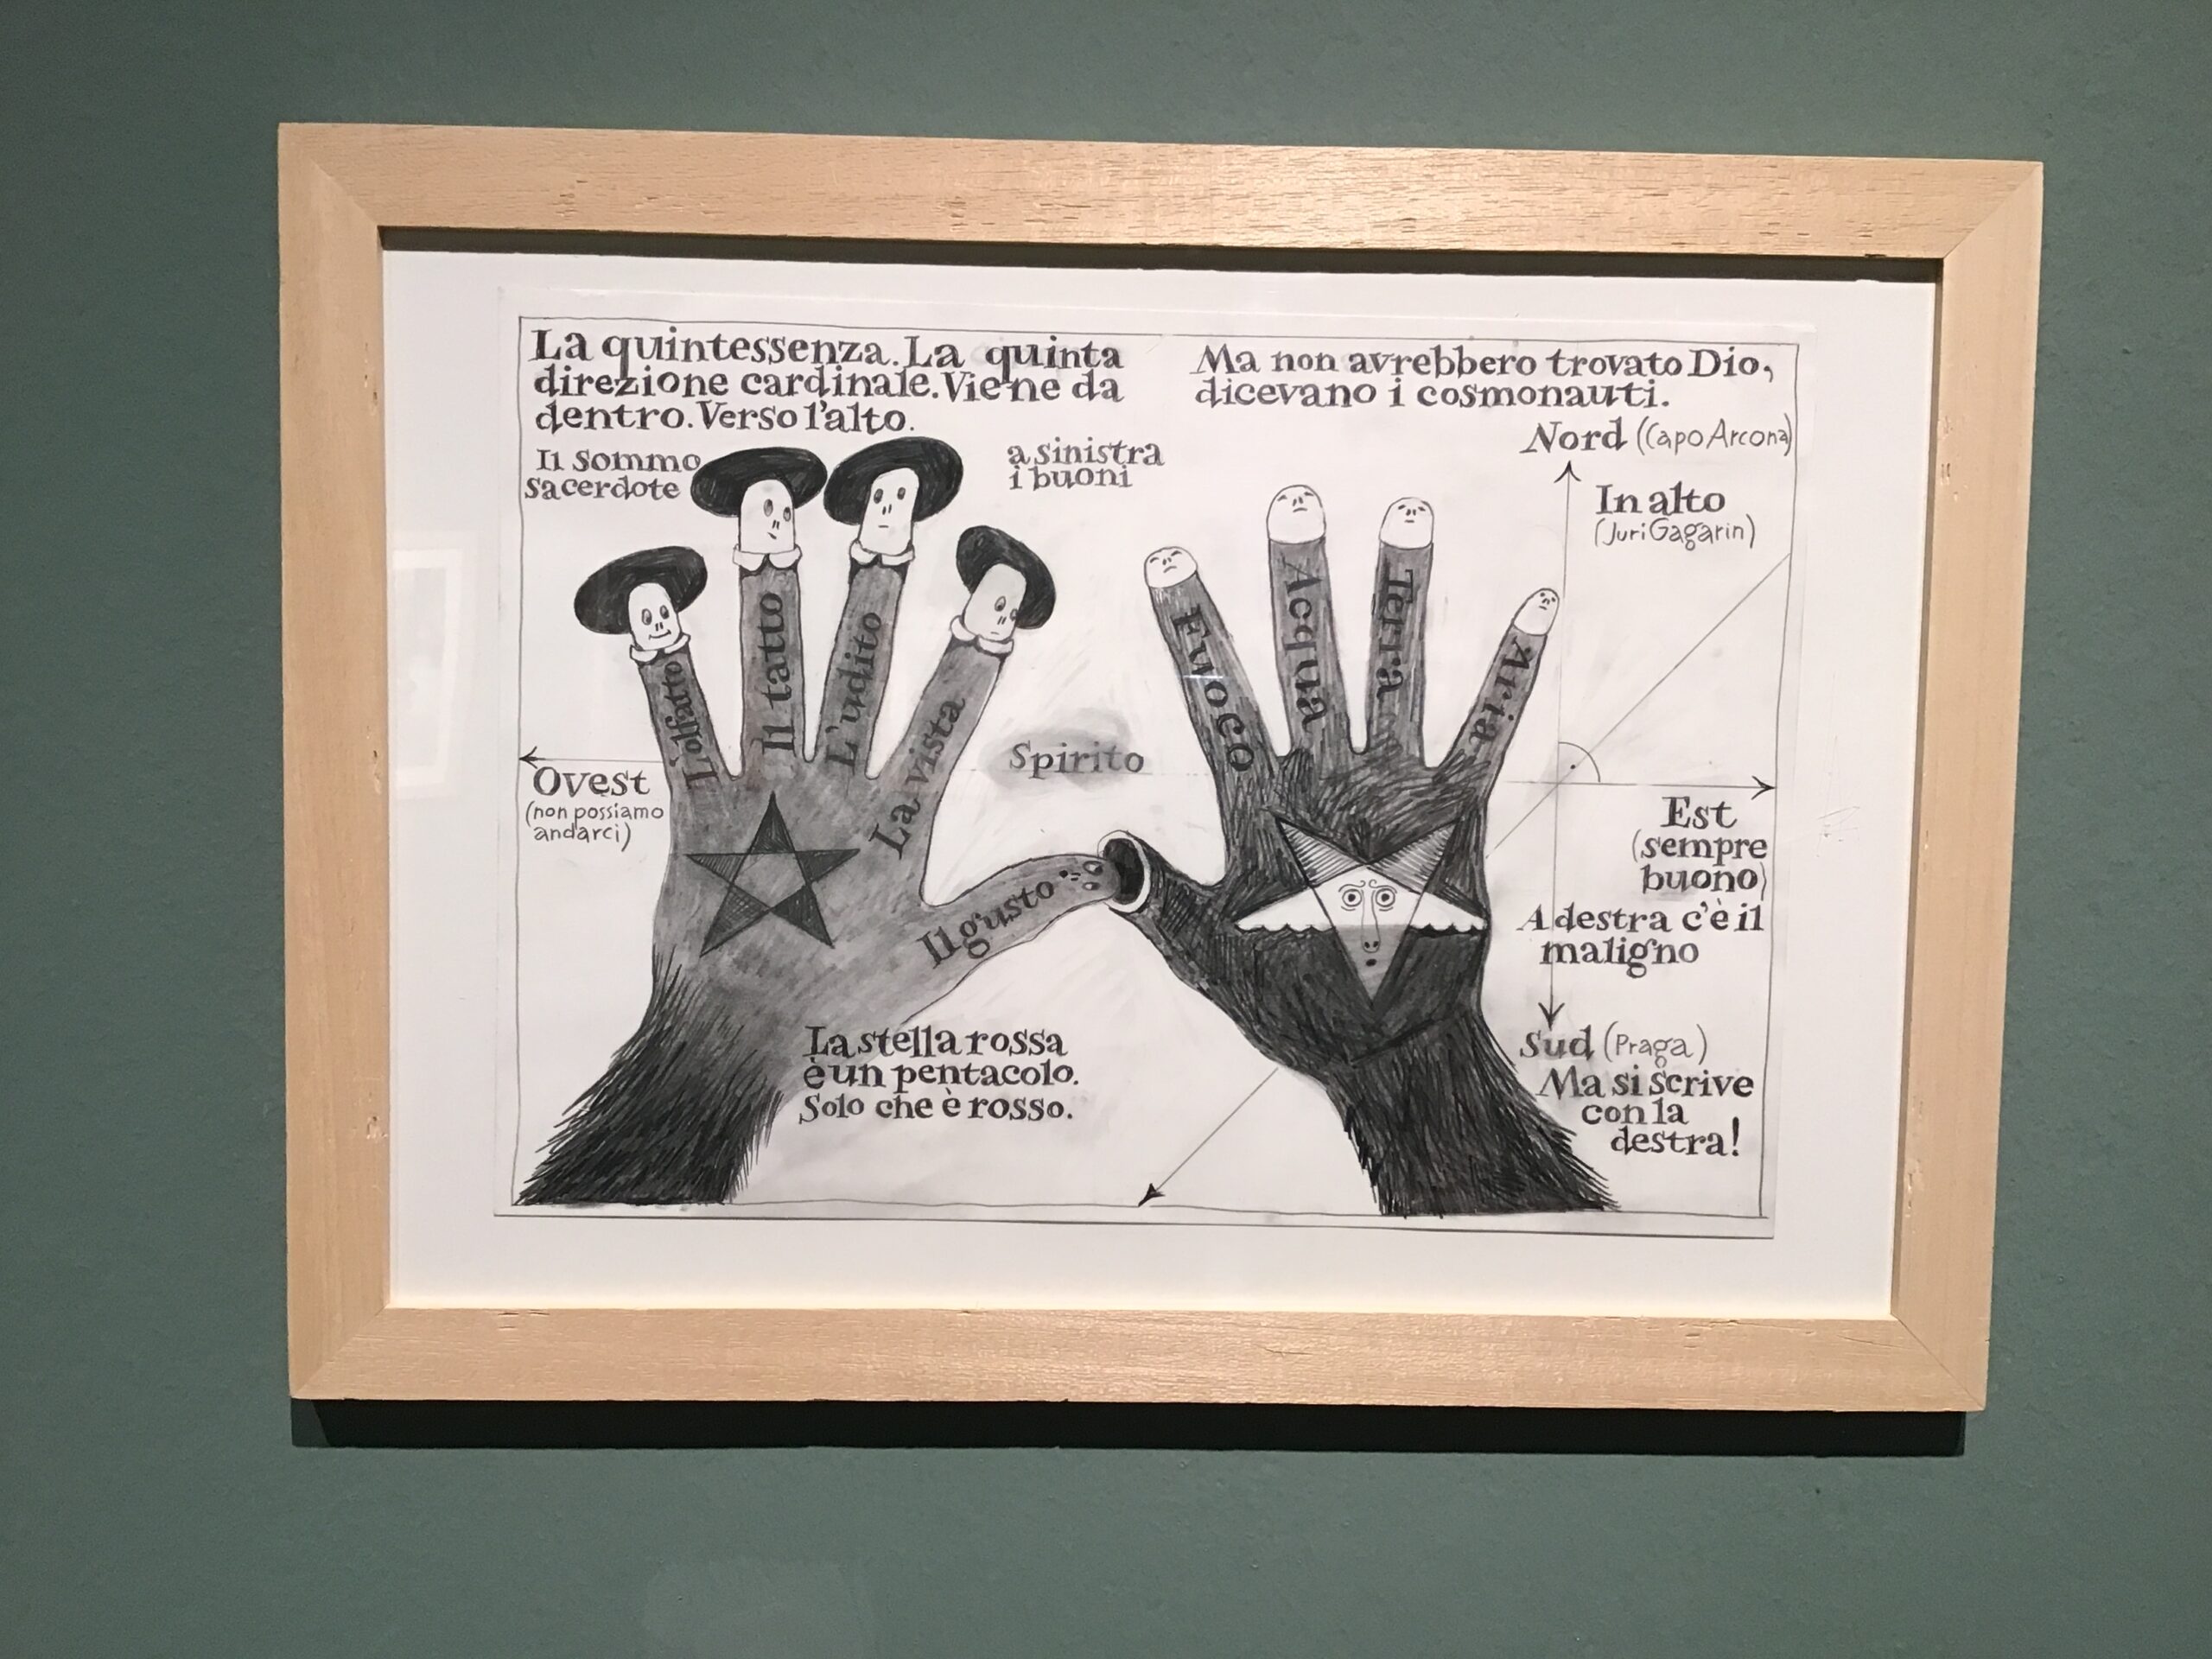 La quintessenza. La quinta
direzione cardinale. Viene da
dentro. Verso l'alto.
Ma non avrebbero trovato Dio,
dicevano i cosmonauti.
Il sommo
sacerdote
a sinistra
i buoni
Nord (Capo Arcona)
In alto
(Juri Gagarin)
L'olfatto
Il tatto
L'udito
La vista
Il gusto
Spirito
Fuoco
Acqua
Terra
Aria
Ovest
(non possiamo
andarci)
Est
(sempre
buono)
A destra c'è il
maligno
La stella rossa
è un pentacolo.
Solo che è rosso.
Sud (Praga)
Ma si scrive
con la
destra!